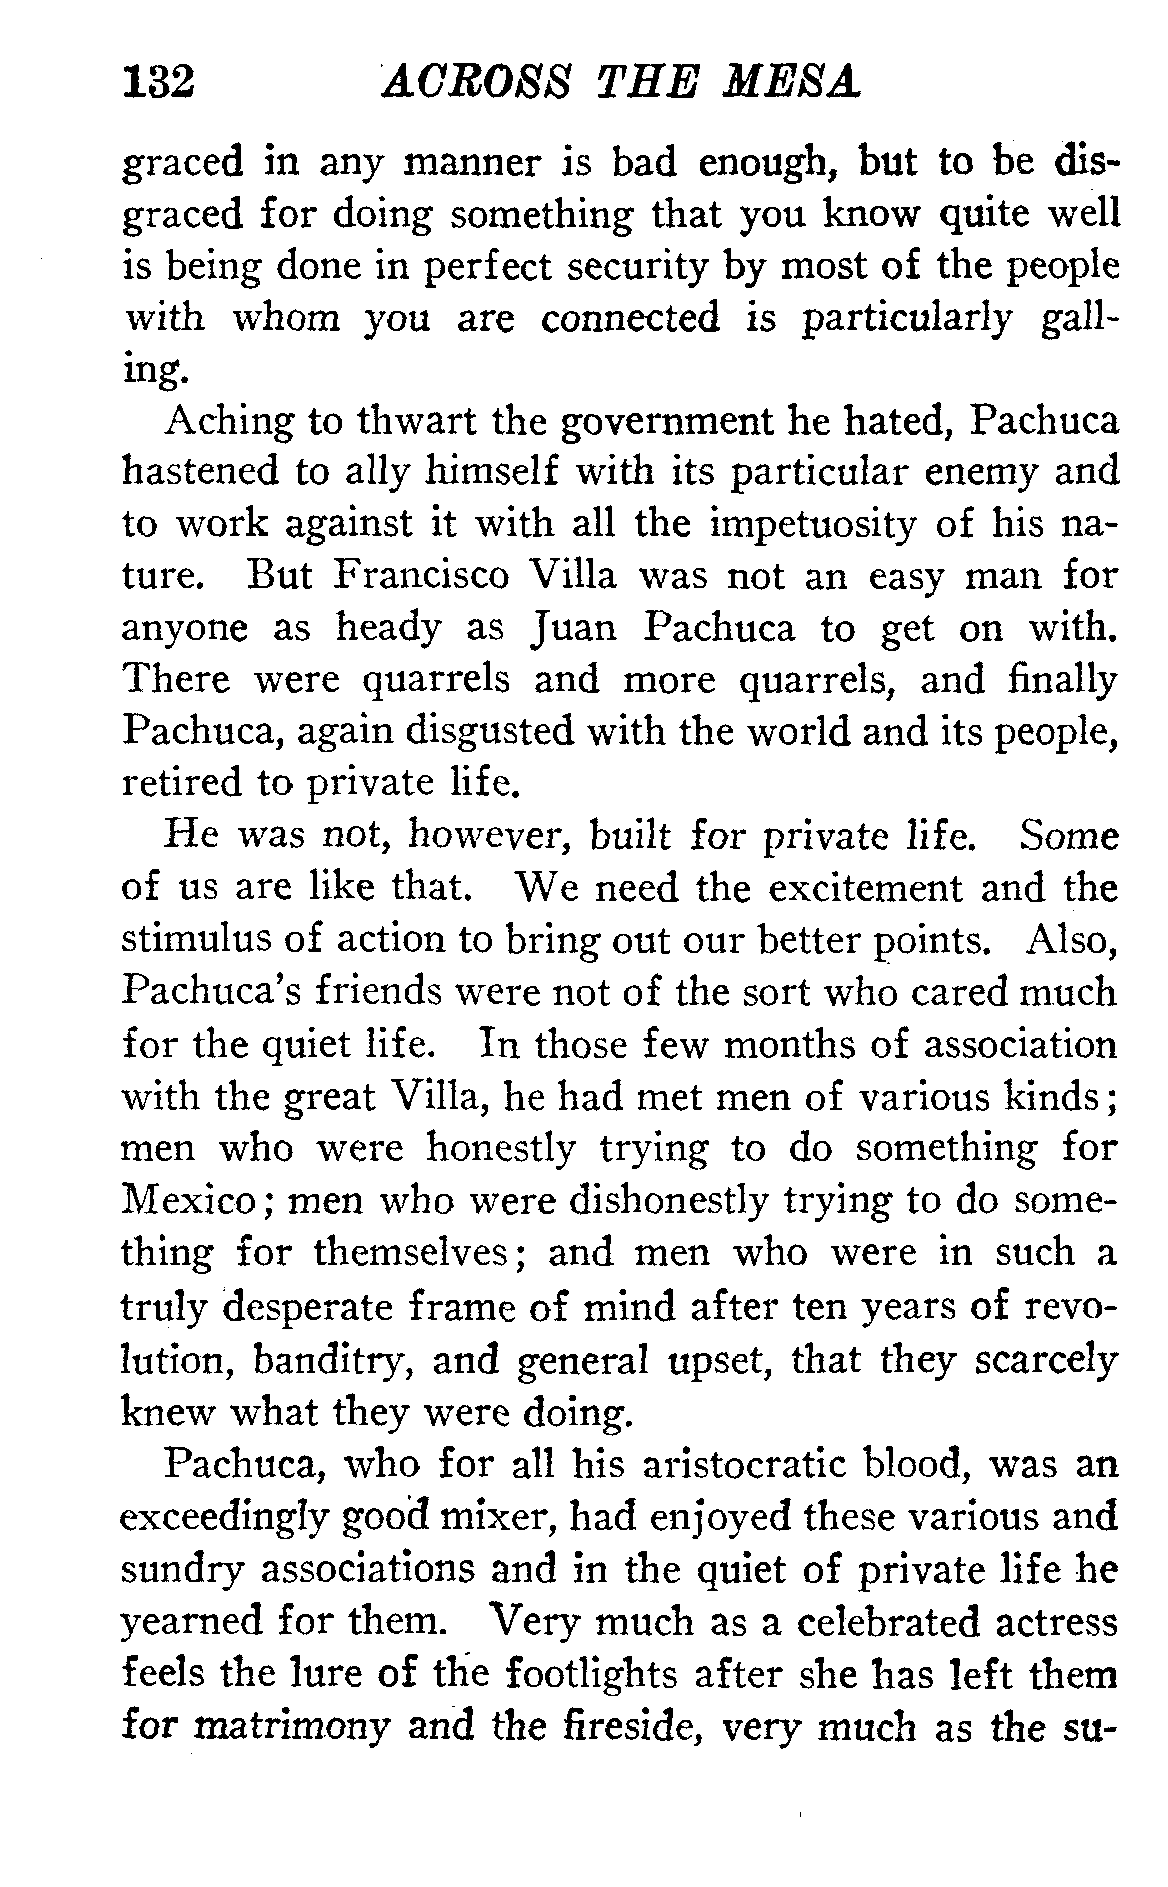 132 ACROSS THE MESA
graced in any manner is bad enough, but to be dis-
graced for doing something that you know quite well
is being done in perfect security by most of the people
with whom you are connected is particularly gall-
ing.
Aching to thwart the government he hated, Pachuca
hastened to ally himself with its particular enemy and
to work against it with all the impetuosity of his na-
ture. But Francisco Villa was not an easy man for
anyone as heady as Juan Pachuca to get on with.
There were quarrels and more quarrels, and finally
Pachuca, again disgusted with the world and its people,
retired to private life.
He was not, however, built for private life. Some
of us are like that. We need the excitement and the
stimulus of action to bring out our better points. Also,
Pachuca's friends were not of the sort who cared much
for the quiet life. In those few months of association
with the great Villa, he had met men of various kinds;
men who were honestly trying to do something for
Mexico; men who were dishonestly trying to do some-
thing for themselves; and men who were in such a
truly desperate frame of mind after ten years of revo-
lution, banditry, and general upset, that they scarcely
knew what they were doing.
Pachuca, who for all his aristocratic blood, was an
exceedingly good mixer, had enjoyed these various and
sundry associations and in the quiet of private life he
yearned for them. Very much as a celebrated actress
feels the lure of the footlights after she has left them
for matrimony and the fireside, very much as the su-